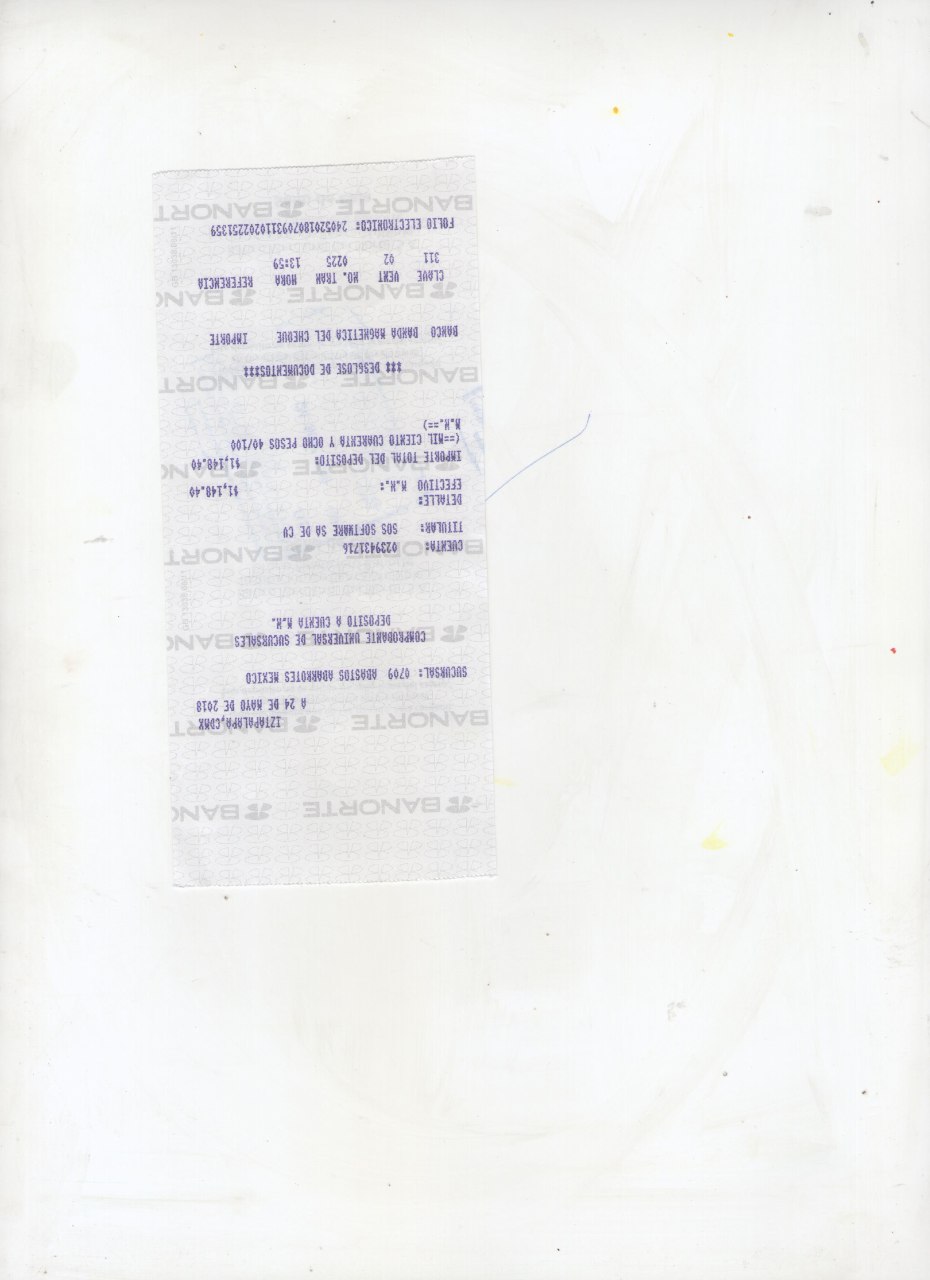 BANORTE
IZTAPALAPA,CDMX
A 24 DE MAYO DE 2018
SUCURSAL: 0709 ABASTOS ABARROTES MEXICO
COMPROBANTE UNIVERSAL DE SUCURSALES
DEPOSITO A CUENTA M.N.
CUENTA: 0239431716
TITULAR: SOS SOFTWARE SA DE CV
DETALLE:
EFECTIVO M.N.: $1,148.40
IMPORTE TOTAL DEL DEPOSITO: $1,148.40
(==MIL CIENTO CUARENTA Y OCHO PESOS 40/100
M.N.==)
*** DESGLOSE DE DOCUMENTOS***
BANCO BANDA MAGNETICA DEL CHEQUE IMPORTE
CLAVE VENT NO. TRAN HORA REFERENCIA
311 02 0225 13:59
FOLIO ELECTRONICO: 2405201807093110202251359